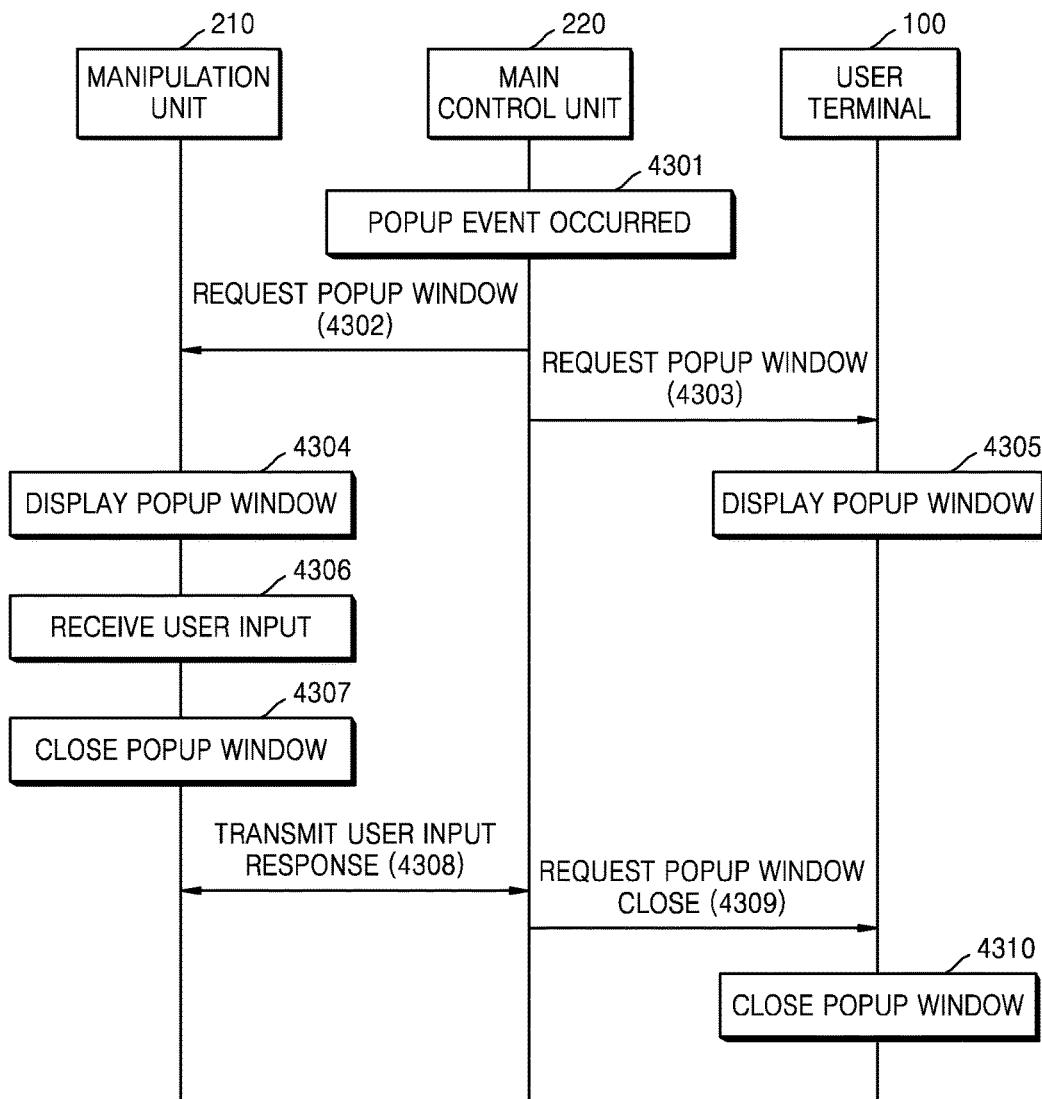 210
220
100
MANIPULATION
UNIT
MAIN
CONTROL UNIT
USER
TERMINAL
4301
POPUP EVENT OCCURRED
REQUEST POPUP WINDOW
(4302)
REQUEST POPUP WINDOW
(4303)
4304
DISPLAY POPUP WINDOW
4305
DISPLAY POPUP WINDOW
4306
RECEIVE USER INPUT
4307
CLOSE POPUP WINDOW
TRANSMIT USER INPUT
RESPONSE (4308)
REQUEST POPUP WINDOW
CLOSE (4309)
4310
CLOSE POPUP WINDOW